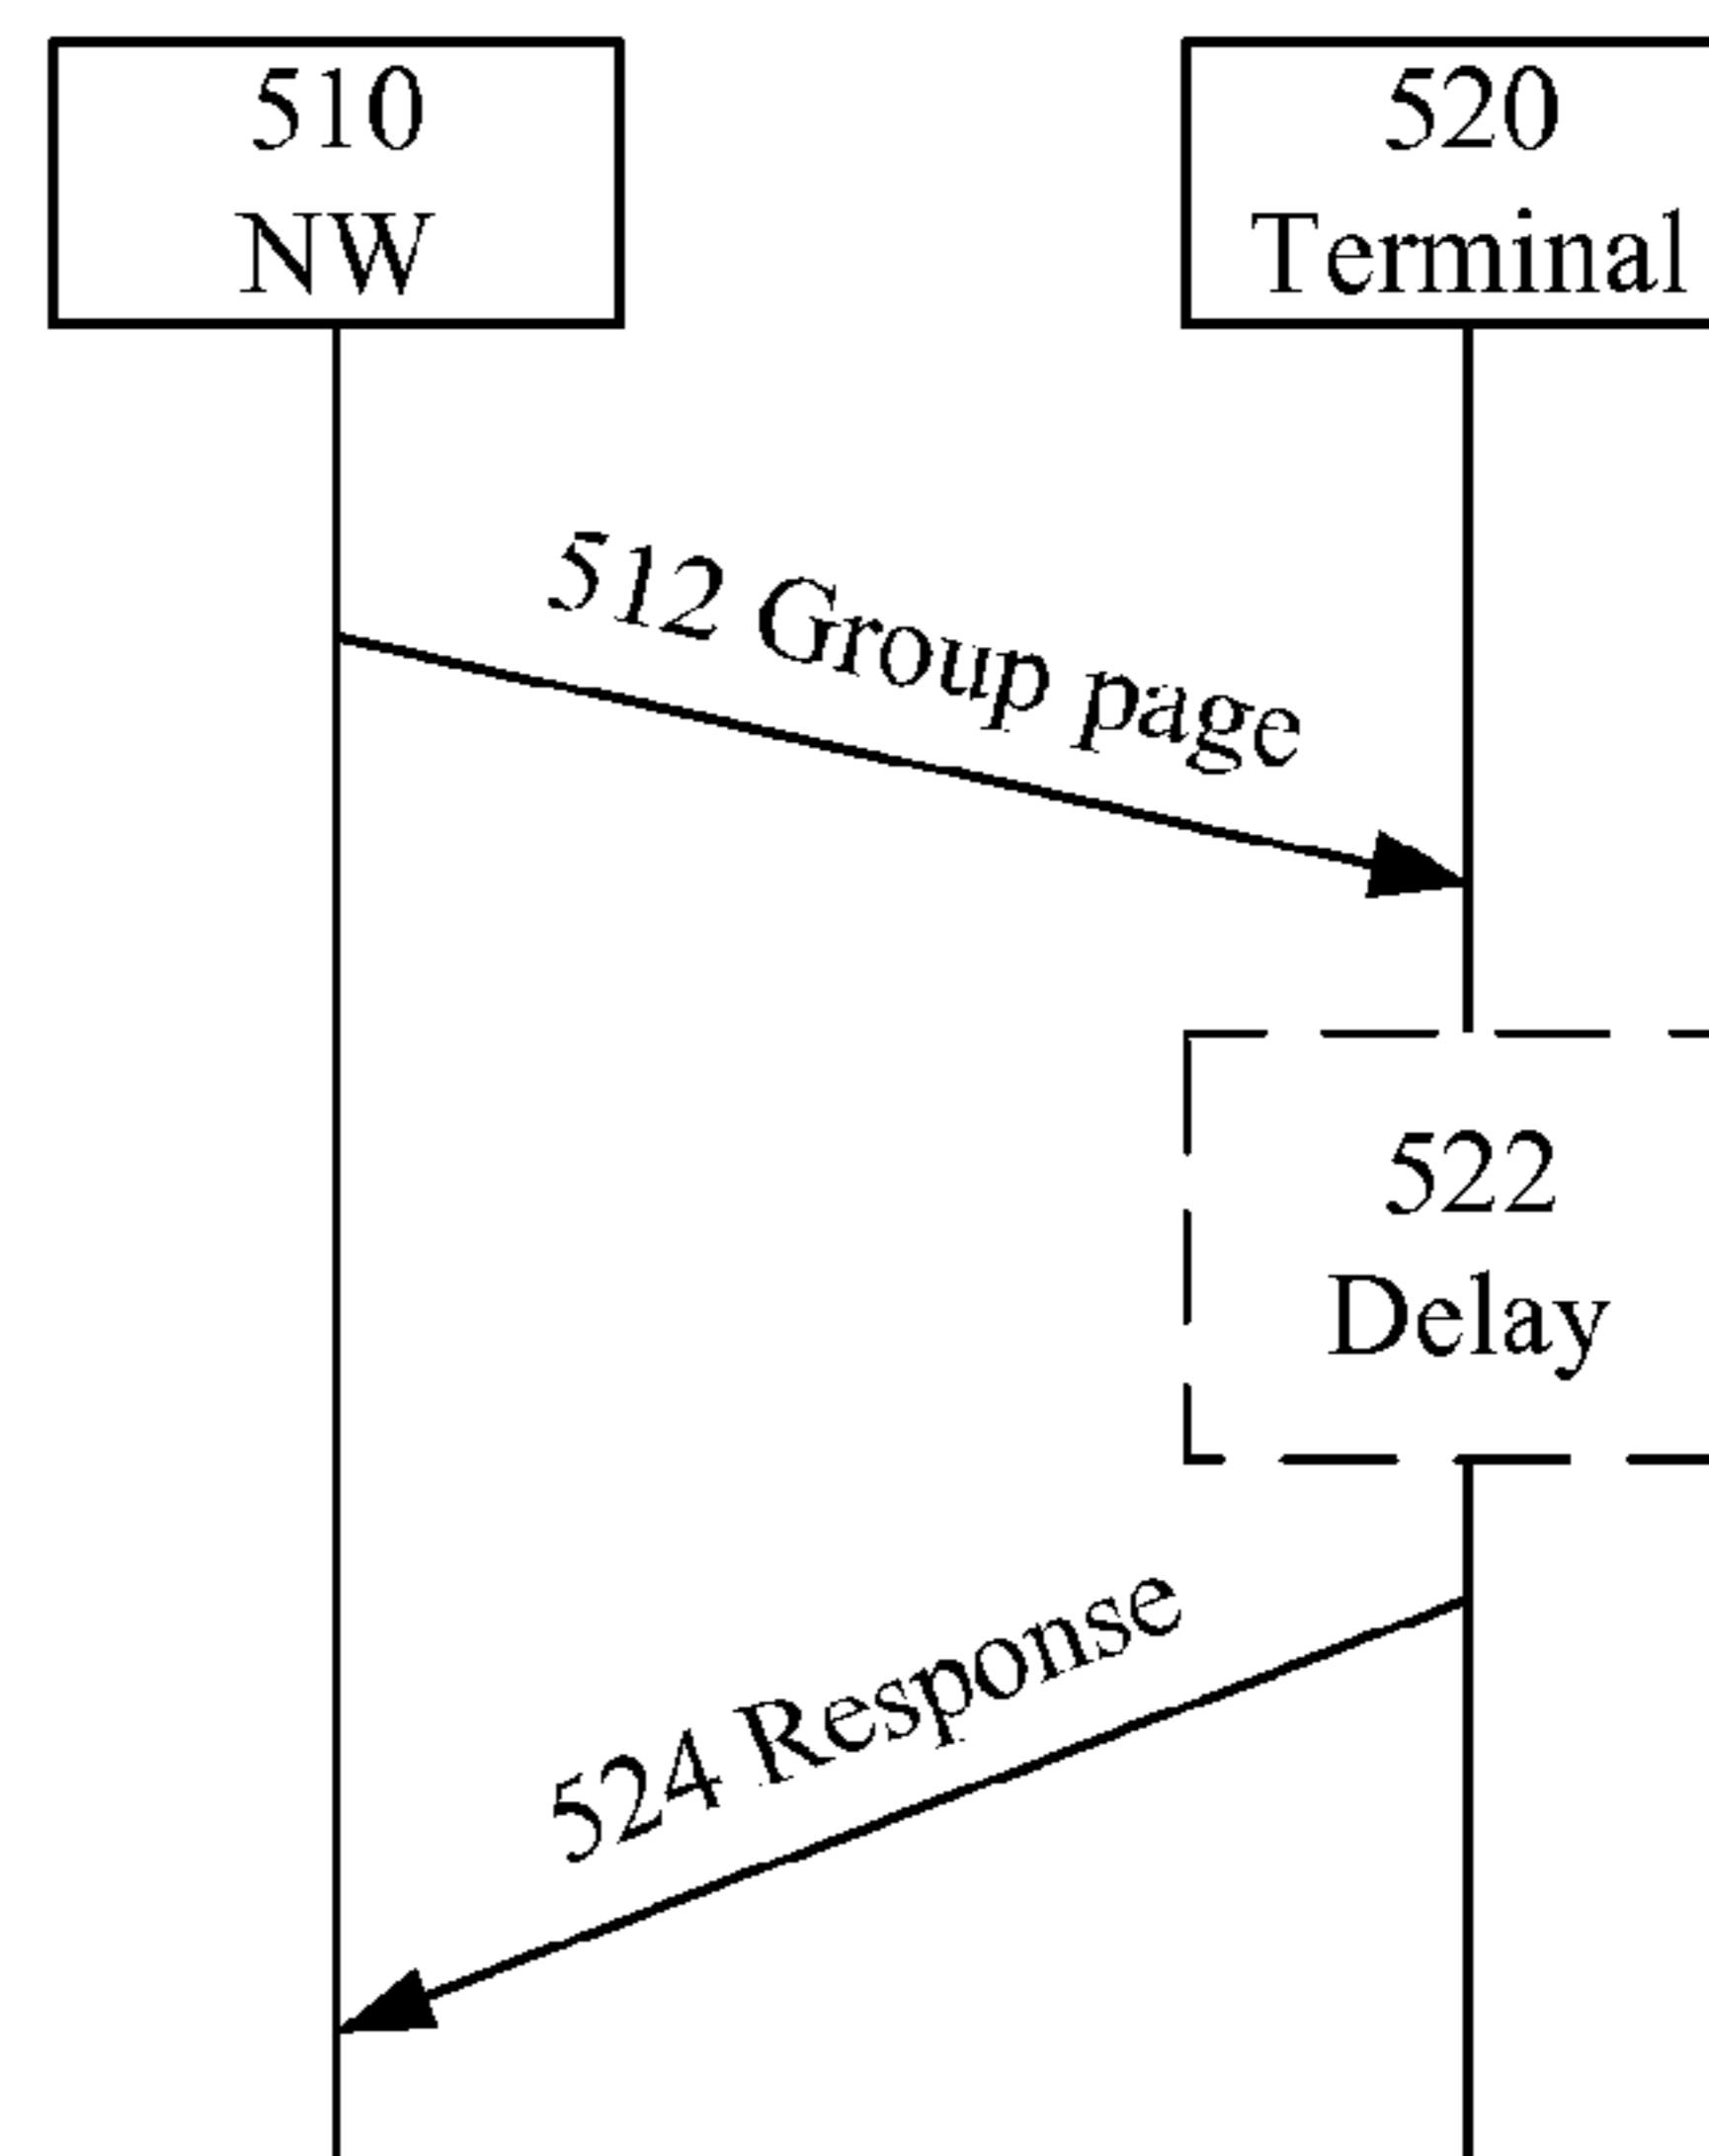 510
NW
520
Terminal
512 Group page
522
Delay
524 Response